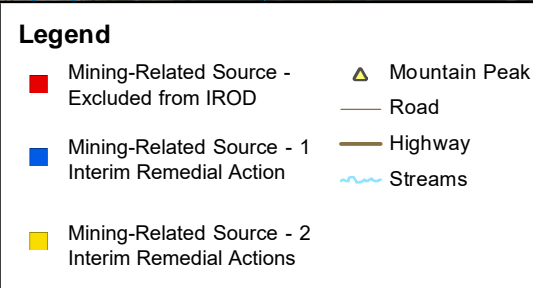 Legend
Mining-Related Source -
Excluded from IROD
Mining-Related Source - 1
Interim Remedial Action
Mining-Related Source - 2
Interim Remedial Actions
Mountain Peak
Road
Highway
Streams